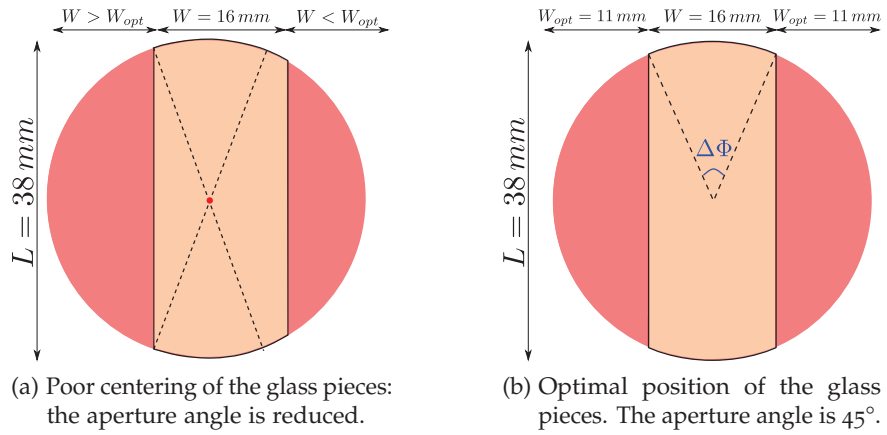 W > W_opt W = 16 mm W < W_opt
L = 38 mm
(a) Poor centering of the glass pieces:
the aperture angle is reduced.
W_opt = 11 mm W = 16 mm W_opt = 11 mm
ΔΦ
L = 38 mm
(b) Optimal position of the glass
pieces. The aperture angle is 45°.